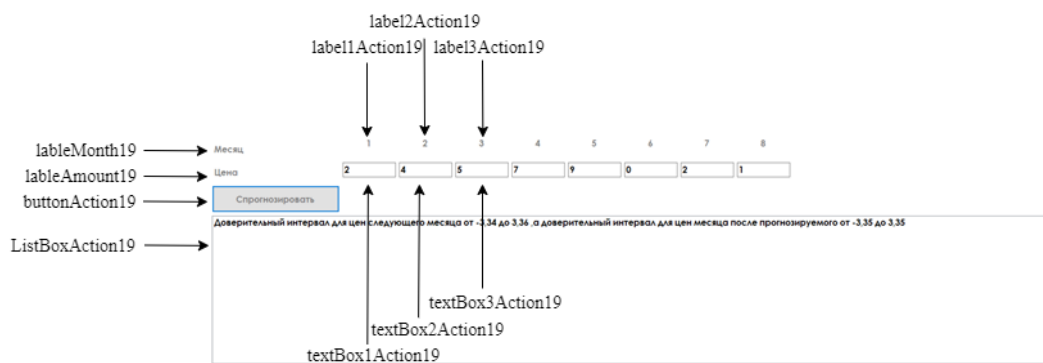 label2Action19
label1Action19 label3Action19
lableMonth19 Месяц 1 2 3 4 5 6 7 8
lableAmount19 Цена 2 4 5 7 9 0 2 1
buttonAction19 Спрогнозировать
Доверительный интервал для цен следующего месяца от -3,34 до 3,36 ,а доверительный интервал для цен месяца после прогнозируемого от -3,35 до 3,35
ListBoxAction19
textBox3Action19
textBox2Action19
textBox1Action19